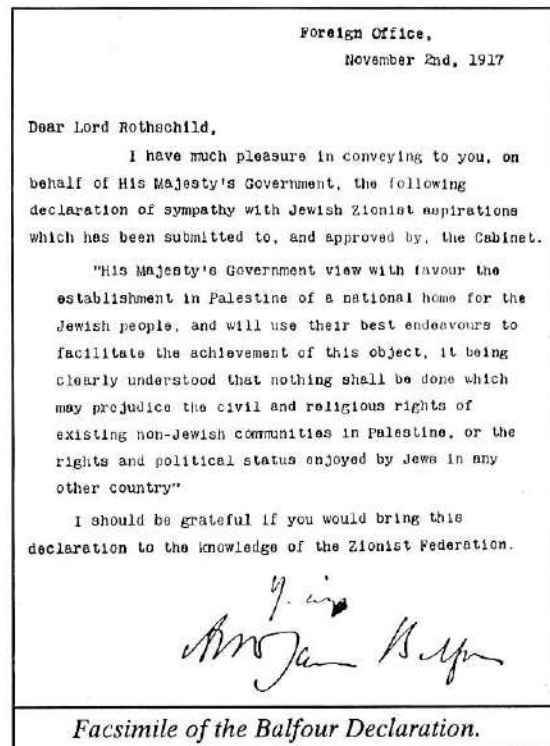 Foreign Office,
November 2nd, 1917
Dear Lord Rothschild,
I have much pleasure in conveying to you, on
behalf of His Majesty's Government, the following
declaration of sympathy with Jewish Zionist aspirations
which has been submitted to, and approved by, the Cabinet.
"His Majesty's Government view with favour the
establishment in Palestine of a national home for the
Jewish people, and will use their best endeavours to
facilitate the achievement of this object, it being
clearly understood that nothing shall be done which
may prejudice the civil and religious rights of
existing non-Jewish communities in Palestine, or the
rights and political status enjoyed by Jews in any
other country"
I should be grateful if you would bring this
declaration to the knowledge of the Zionist Federation.
Balfour
Facsimile of the Balfour Declaration.